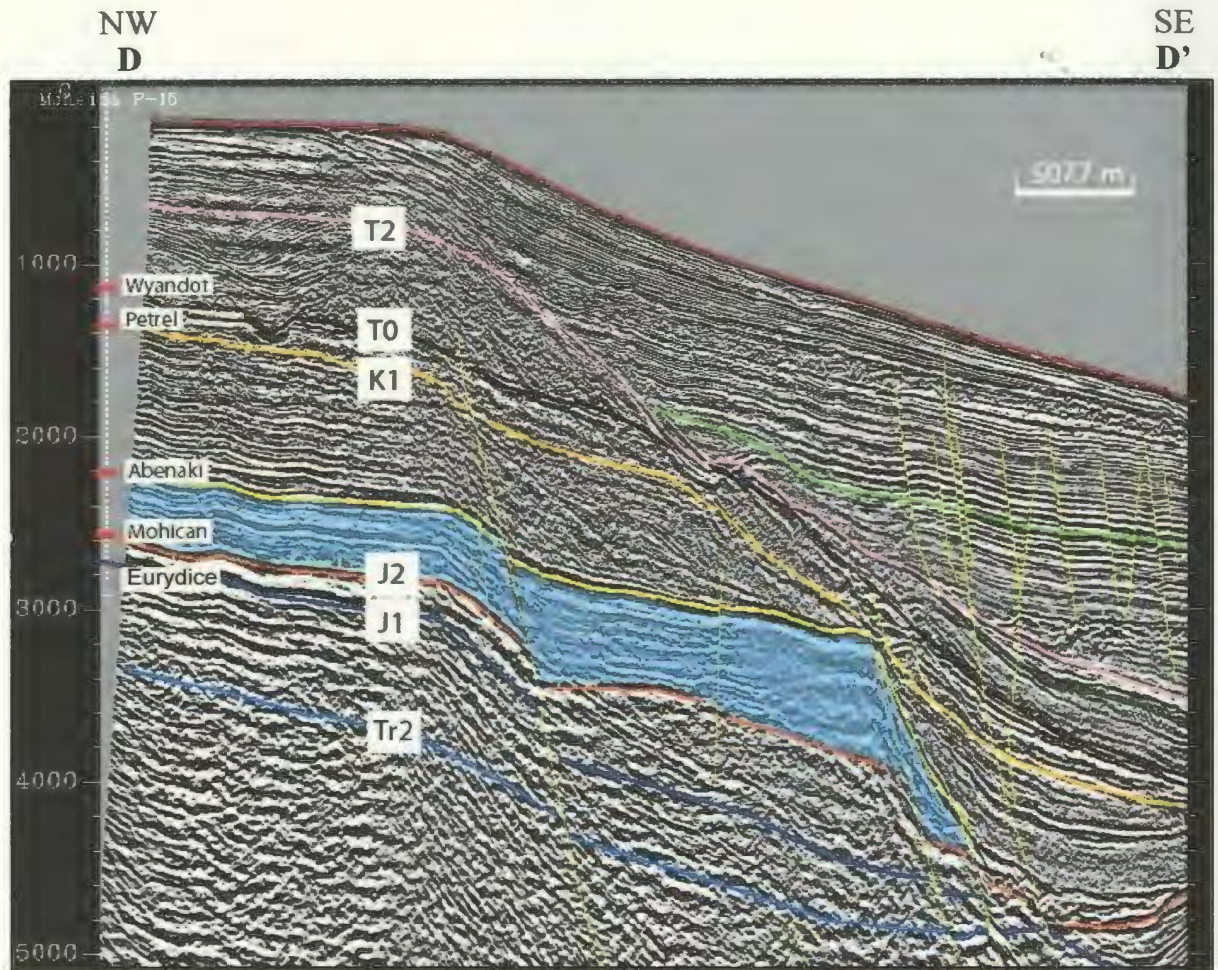 NW
D
SE
D'
P-15
5077 m
T2
1000
Wyandot
Petrel
T0
K1
2000
Abenaki
Mohican
Eurydice
J2
J1
3000
Tr2
4000
5000